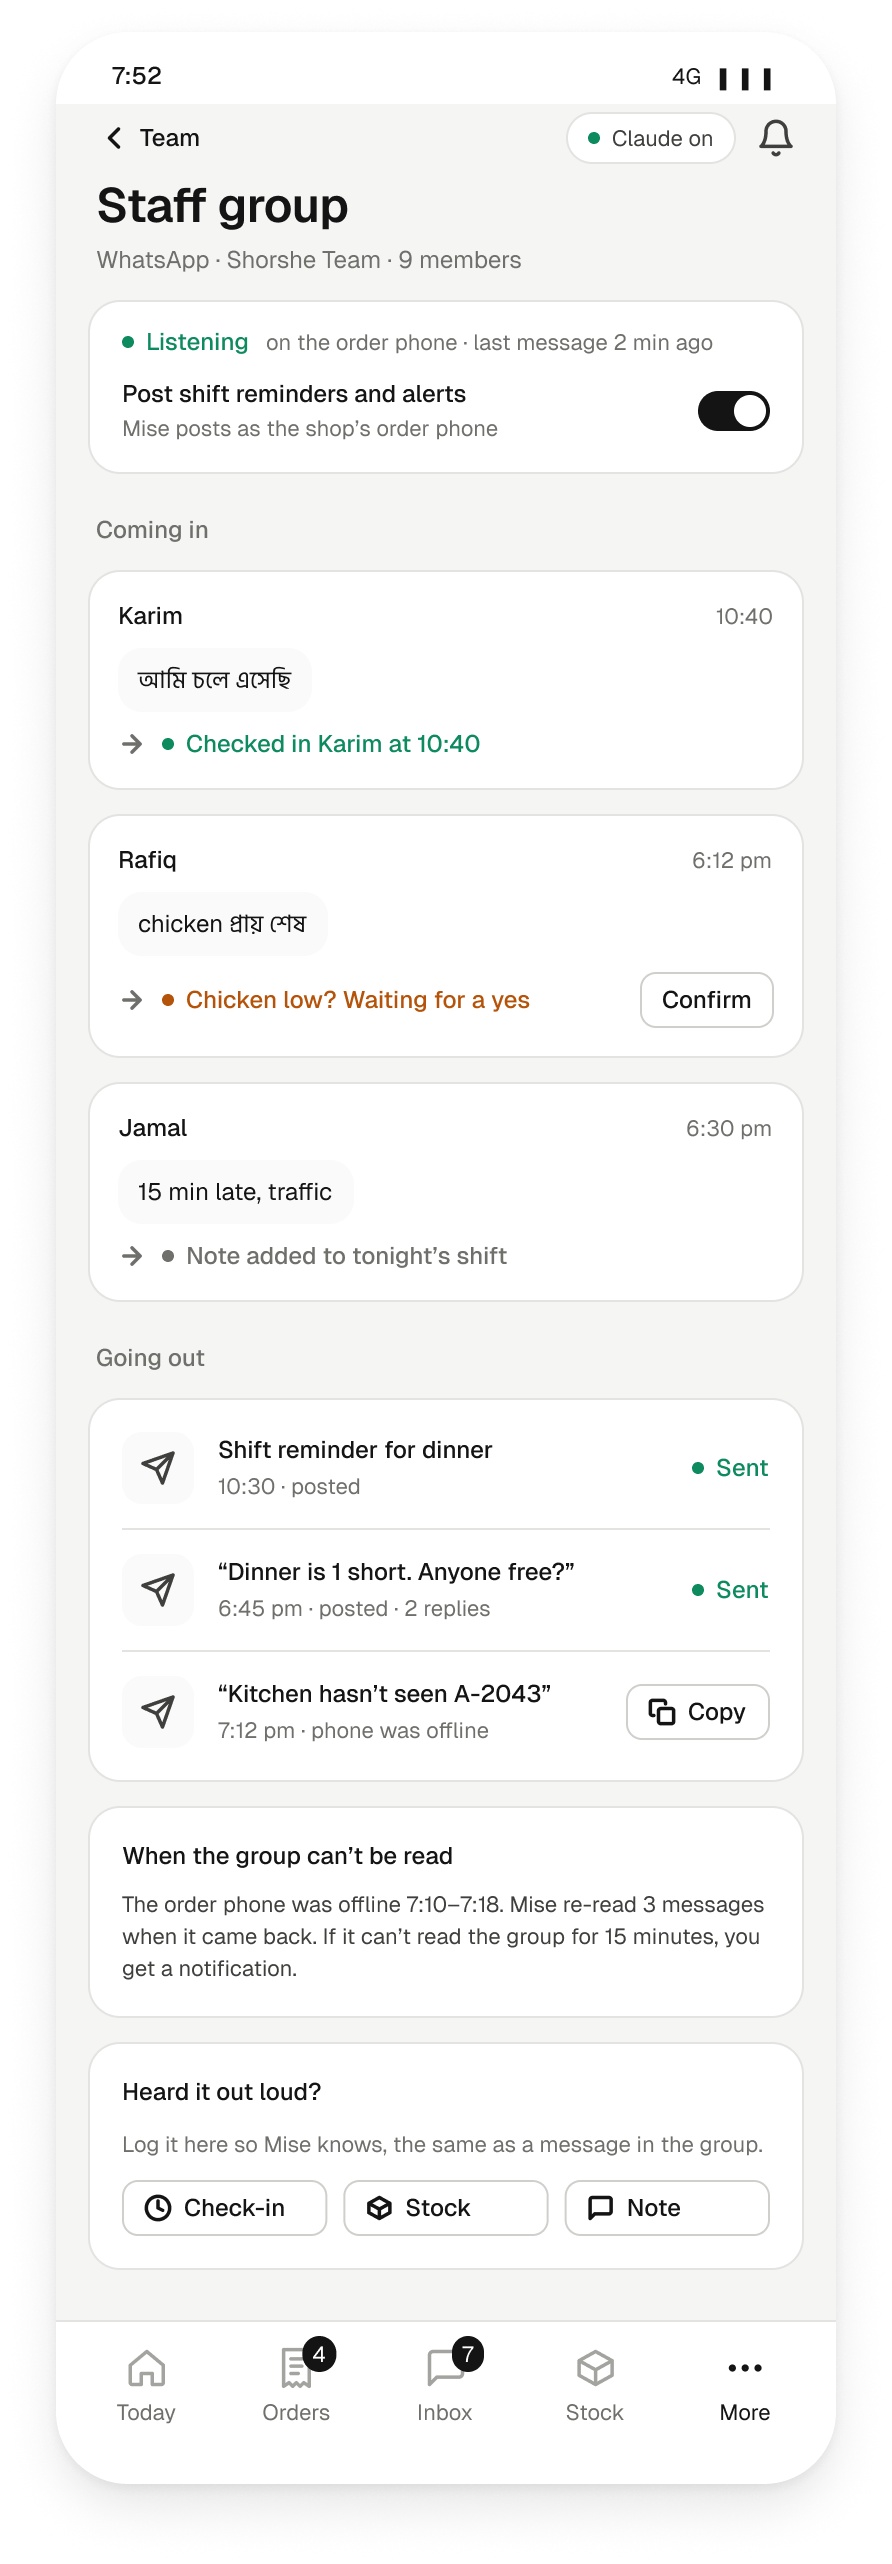 7:52
4G
Team
Claude on
Staff group
WhatsApp · Shorshe Team · 9 members
Listening on the order phone · last message 2 min ago
Post shift reminders and alerts
Mise posts as the shop’s order phone
Coming in
Karim
10:40
আমি চলে এসেছি
Checked in Karim at 10:40
Rafiq
6:12 pm
chicken প্রায় শেষ
Chicken low? Waiting for a yes
Confirm
Jamal
6:30 pm
15 min late, traffic
Note added to tonight’s shift
Going out
Shift reminder for dinner
10:30 · posted
Sent
“Dinner is 1 short. Anyone free?”
6:45 pm · posted · 2 replies
Sent
“Kitchen hasn’t seen A-2043”
7:12 pm · phone was offline
Copy
When the group can’t be read
The order phone was offline 7:10–7:18. Mise re-read 3 messages
when it came back. If it can’t read the group for 15 minutes, you
get a notification.
Heard it out loud?
Log it here so Mise knows, the same as a message in the group.
Check-in
Stock
Note
4
7
Today
Orders
Inbox
Stock
More